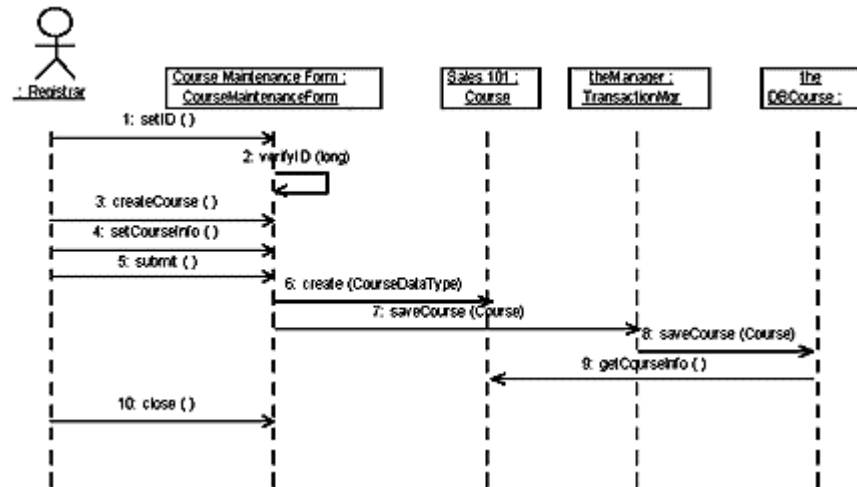 : Registrar
Course Maintenance Form :
CourseMaintenanceForm
Sales 101 :
Course
theManager :
TransactionMgr
the
DBCourse :
1: setID ( )
2: verifyID (long)
3: createCourse ( )
4: setCourseInfo ( )
5: submit ( )
6: create (CourseDataType)
7: saveCourse (Course)
8: saveCourse (Course)
9: getCourseInfo ( )
10: close ( )